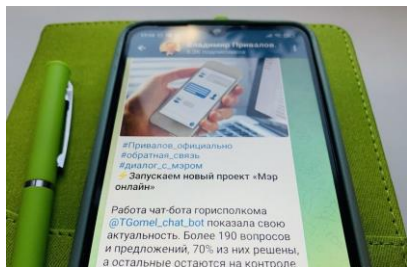 Владимир Привалов
#Привалов_официально
#обратная_связь
#диалог_с_мэром
⚡Запускаем новый проект «Мэр
онлайн»
Работа чат-бота горисполкома
@TGomel_chat_bot показала свою
актуальность. Более 190 вопросов
и предложений, 70% из них решены,
а остальные остаются на контроле